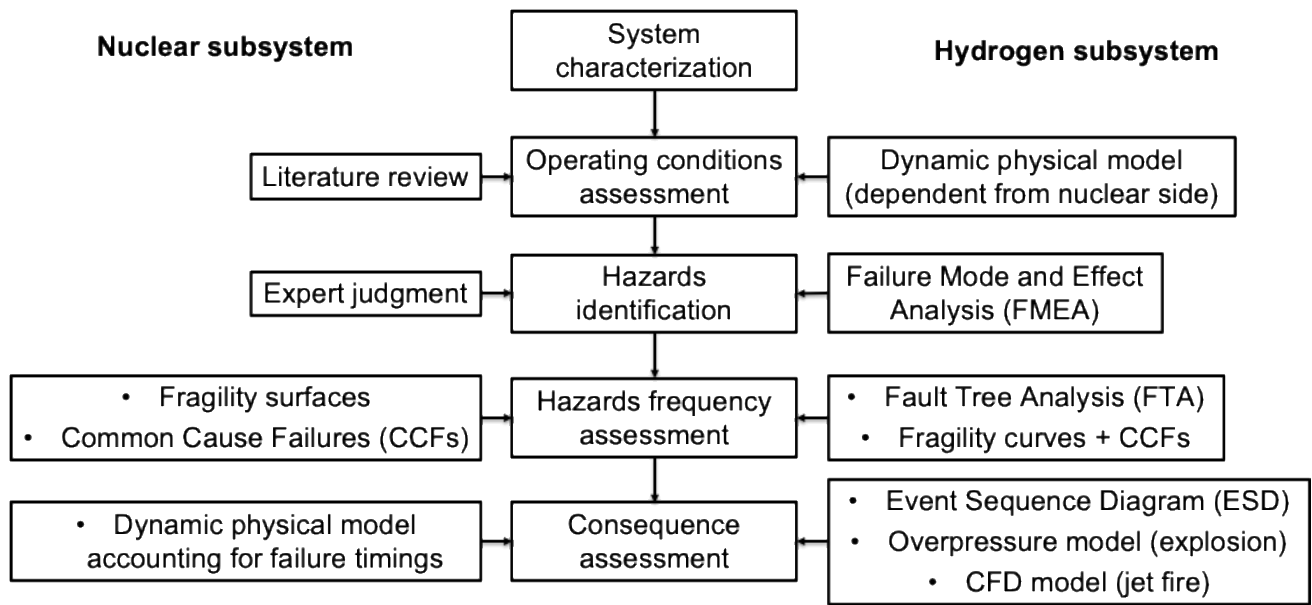 Nuclear subsystem
System
characterization
Hydrogen subsystem
Literature review
Operating conditions
assessment
Dynamic physical model
(dependent from nuclear side)
Expert judgment
Hazards
identification
Failure Mode and Effect
Analysis (FMEA)
• Fragility surfaces
• Common Cause Failures (CCFs)
Hazards frequency
assessment
• Fault Tree Analysis (FTA)
• Fragility curves + CCFs
• Dynamic physical model
accounting for failure timings
Consequence
assessment
• Event Sequence Diagram (ESD)
• Overpressure model (explosion)
• CFD model (jet fire)